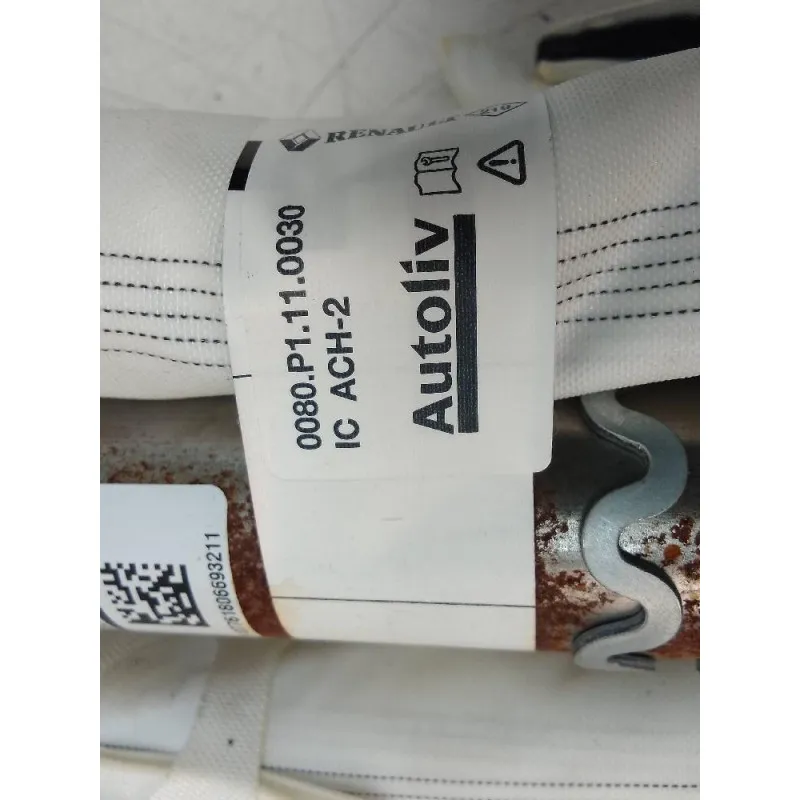 RENAULT
0080.P1.11.0030
IC ACH-2
Autoliv